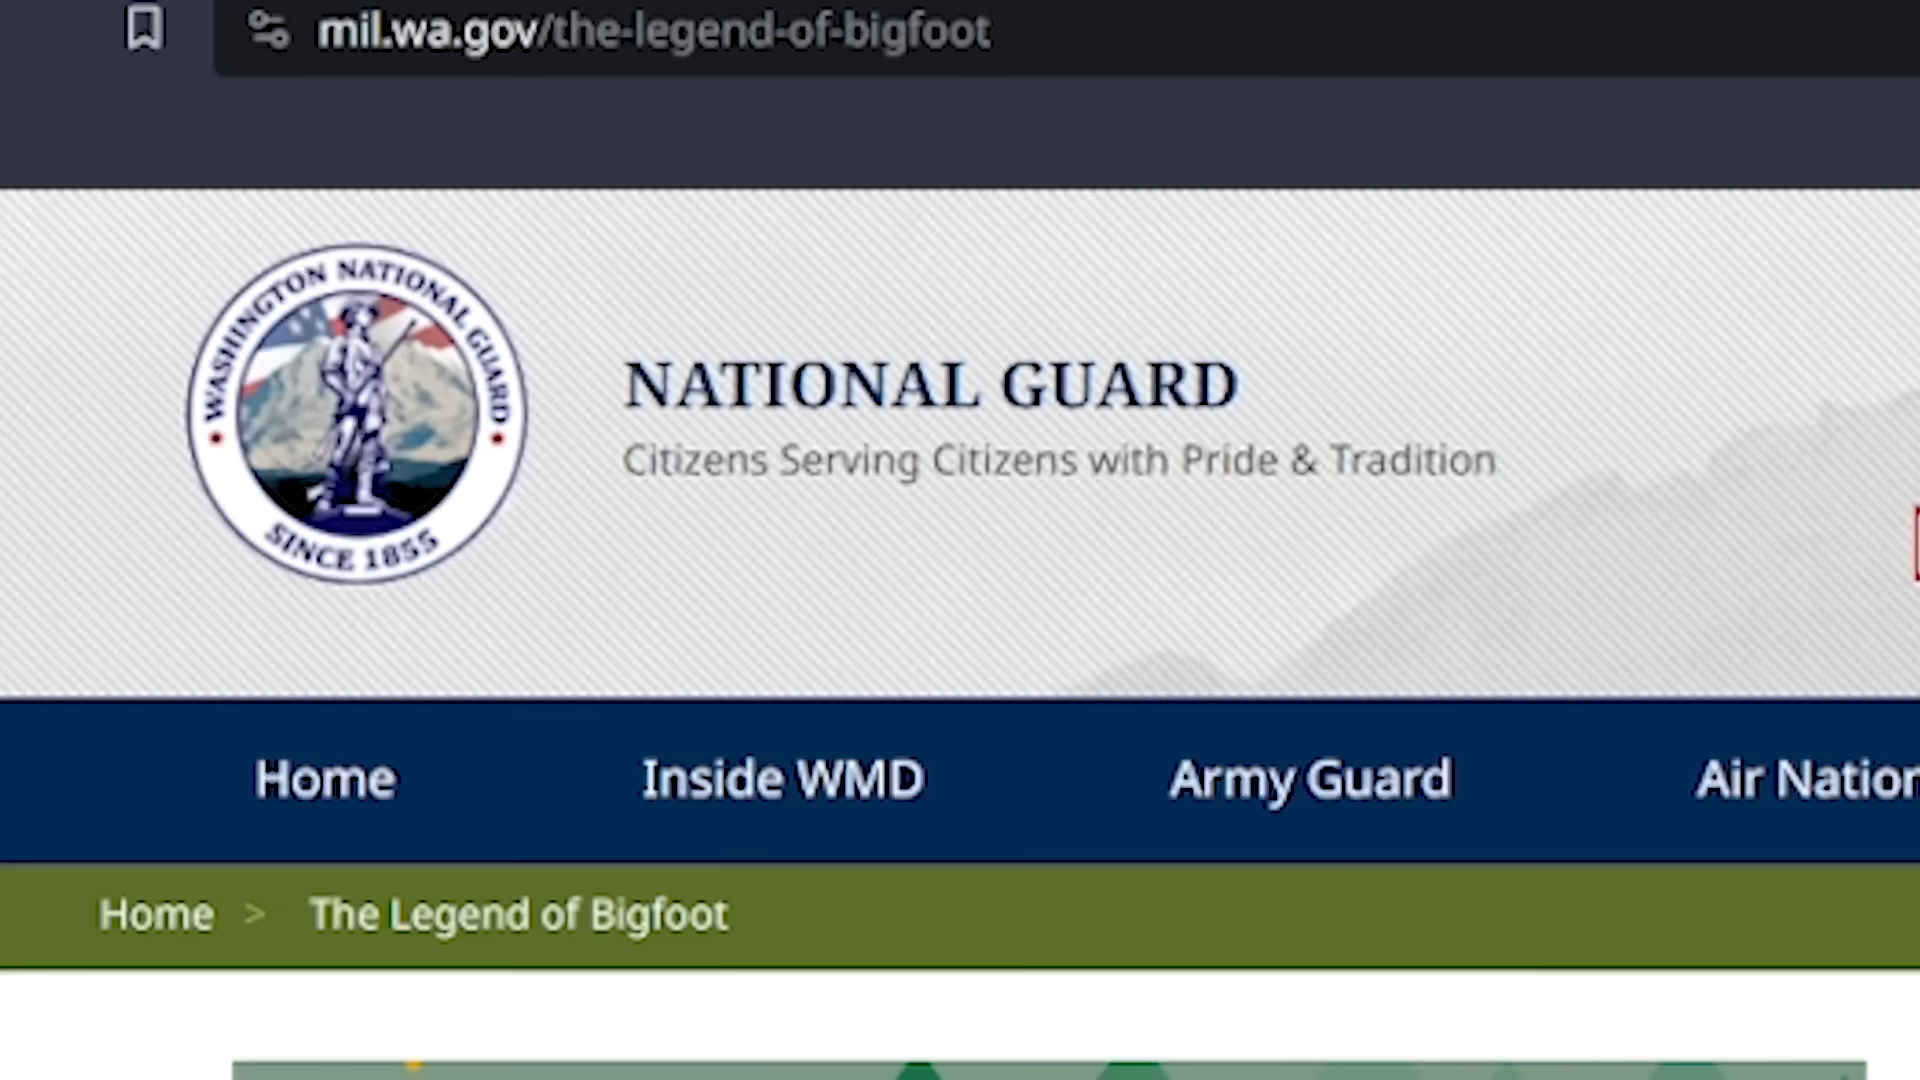 mil.wa.gov/the-legend-of-bigfoot
WASHINGTON NATIONAL GUARD
SINCE 1855
NATIONAL GUARD
Citizens Serving Citizens with Pride & Tradition
Home
Inside WMD
Army Guard
Air Nation
Home > The Legend of Bigfoot